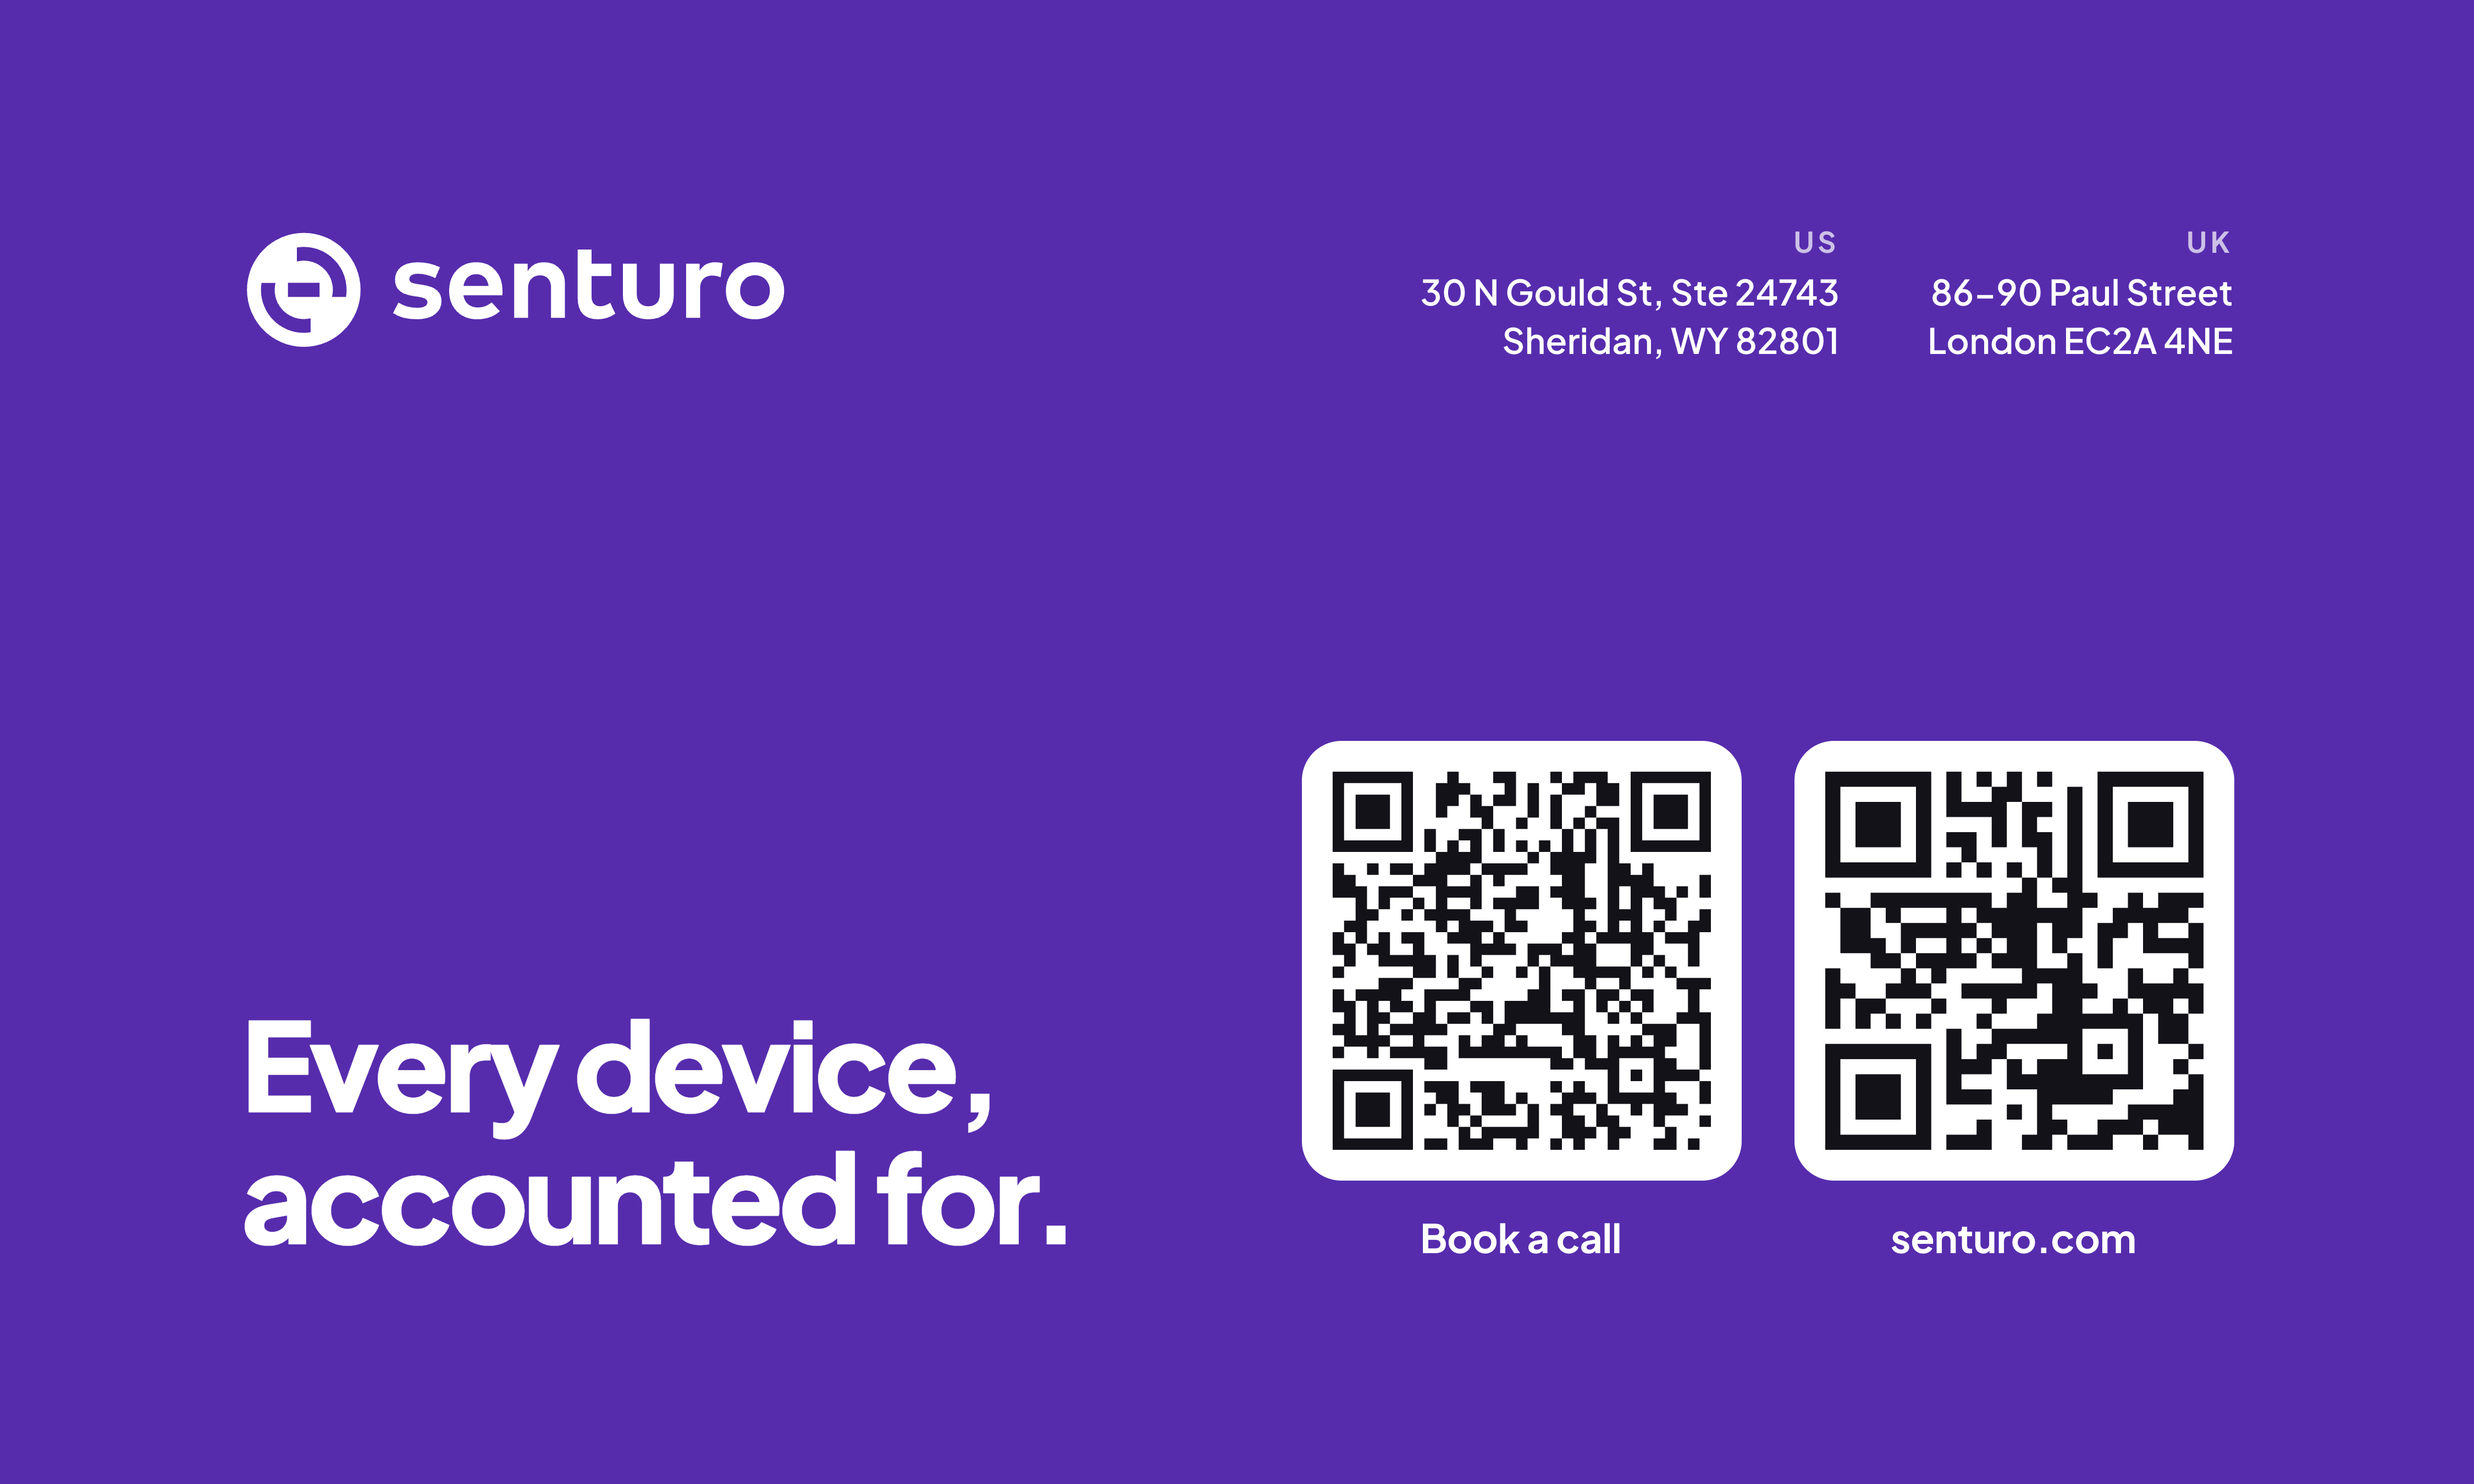 senturo
US
30 N Gould St, Ste 24743
Sheridan, WY 82801
UK
86–90 Paul Street
London EC2A 4NE
Every device,
accounted for.
Book a call
senturo.com